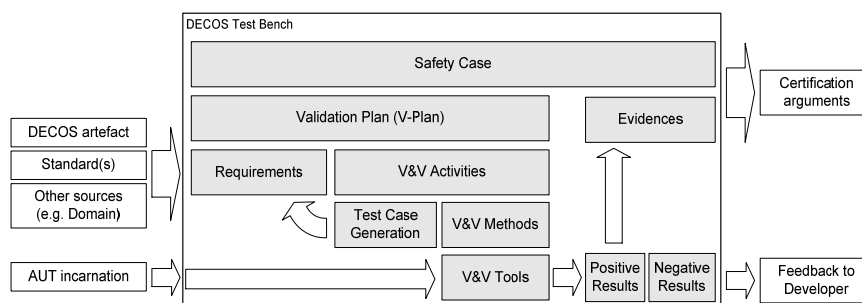 DECOS Test Bench
Safety Case
Certification
arguments
Validation Plan (V-Plan)
Evidences
DECOS artefact
Standard(s)
Other sources
(e.g. Domain)
Requirements
V&V Activities
Test Case
Generation
V&V Methods
AUT incarnation
V&V Tools
Positive
Results
Negative
Results
Feedback to
Developer